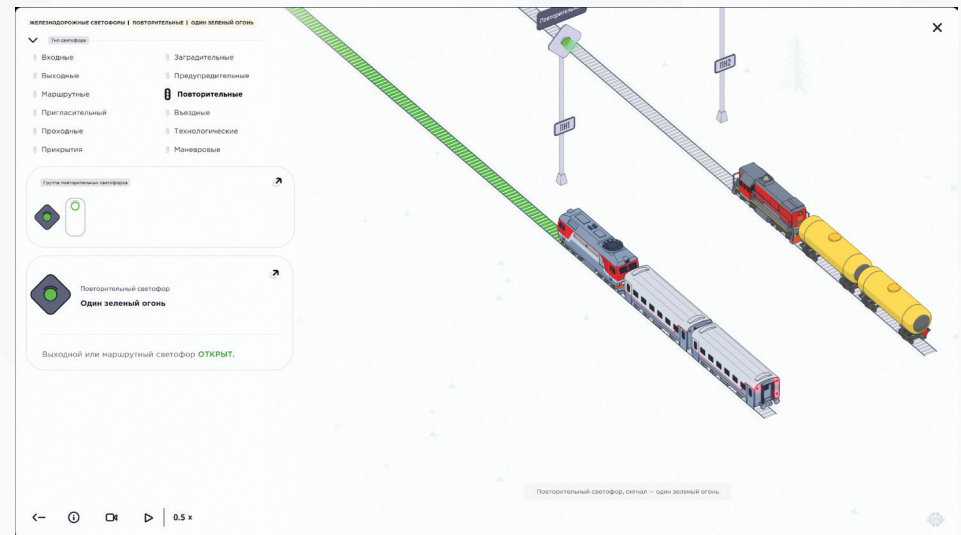 ЖЕЛЕЗНОДОРОЖНЫЕ СВЕТОФОРЫ | ПОВТОРИТЕЛЬНЫЕ | ОДИН ЗЕЛЕНЫЙ ОГОНЬ
Тип светофора
Входные
Выходные
Маршрутные
Пригласительный
Проходные
Прикрытия
Заградительные
Предупредительные
Повторительные
Въездные
Технологические
Маневровые
Группа повторительных светофоров
Повторительный светофор
Один зеленый огонь
Выходной или маршрутный светофор ОТКРЫТ.
0.5 x
ПН1
ПН2
Повторительный светофор, сигнал — один зеленый огонь